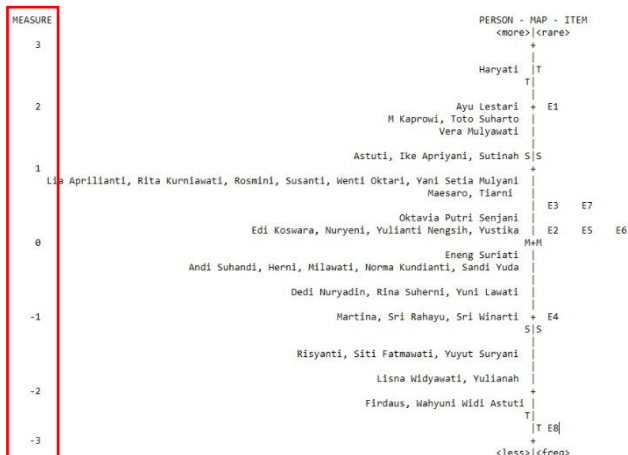 MEASURE PERSON - MAP - ITEM
<more>|<rare>
3 +
|
Haryati |T
T|
|
2 Ayu Lestari + E1
M Kaprowi, Toto Suharto |
Vera Mulyawati |
|
Astuti, Ike Apriyani, Sutinah S|S
1 +
Lia Aprilianti, Rita Kurniawati, Rosmini, Susanti, Wenti Oktari, Yani Setia Mulyani |
Maesaro, Tiarni |
| E3 E7
Oktavia Putri Senjani |
Edi Koswara, Nuryeni, Yulianti Nengsih, Yustika | E2 E5 E6
0 M+M
Eneng Suriati |
Andi Suhandi, Herni, Milawati, Norma Kundianti, Sandi Yuda |
|
Dedi Nuryadin, Rina Suherni, Yuni Lawati |
|
-1 Martina, Sri Rahayu, Sri Winarti + E4
S|S
|
Risyanti, Siti Fatmawati, Yuyut Suryani |
|
Lisna Widyawati, Yulianah |
-2 +
Firdaus, Wahyuni Widi Astuti |
T|
|T E8|
-3 +
<less>|<freq>